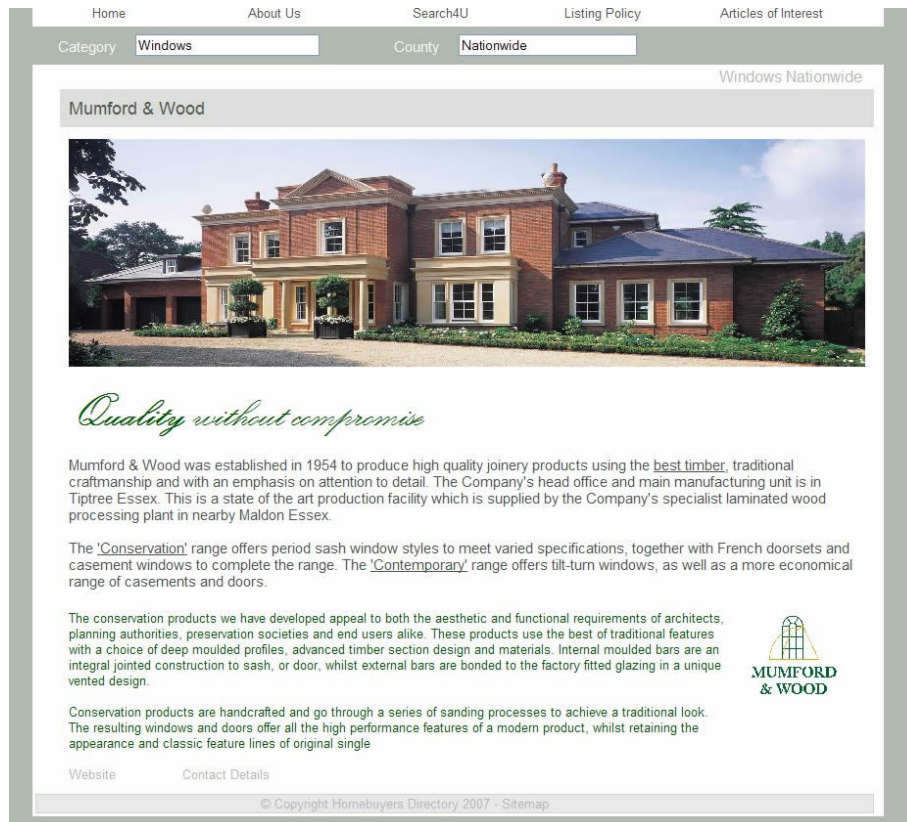 Home About Us Search4U Listing Policy Articles of Interest
Category Windows County Nationwide
Windows Nationwide
Mumford & Wood
Quality without compromise
Mumford & Wood was established in 1954 to produce high quality joinery products using the best timber, traditional
craftmanship and with an emphasis on attention to detail. The Company's head office and main manufacturing unit is in
Tiptree Essex. This is a state of the art production facility which is supplied by the Company's specialist laminated wood
processing plant in nearby Maldon Essex.
The 'Conservation' range offers period sash window styles to meet varied specifications, together with French doorsets and
casement windows to complete the range. The 'Contemporary' range offers tilt-turn windows, as well as a more economical
range of casements and doors.
The conservation products we have developed appeal to both the aesthetic and functional requirements of architects,
planning authorities, preservation societies and end users alike. These products use the best of traditional features
with a choice of deep moulded profiles, advanced timber section design and materials. Internal moulded bars are an
integral jointed construction to sash, or door, whilst external bars are bonded to the factory fitted glazing in a unique
vented design.
MUMFORD
& WOOD
Conservation products are handcrafted and go through a series of sanding processes to achieve a traditional look.
The resulting windows and doors offer all the high performance features of a modern product, whilst retaining the
appearance and classic feature lines of original single
Website Contact Details
© Copyright Homebuyers Directory 2007 - Sitemap